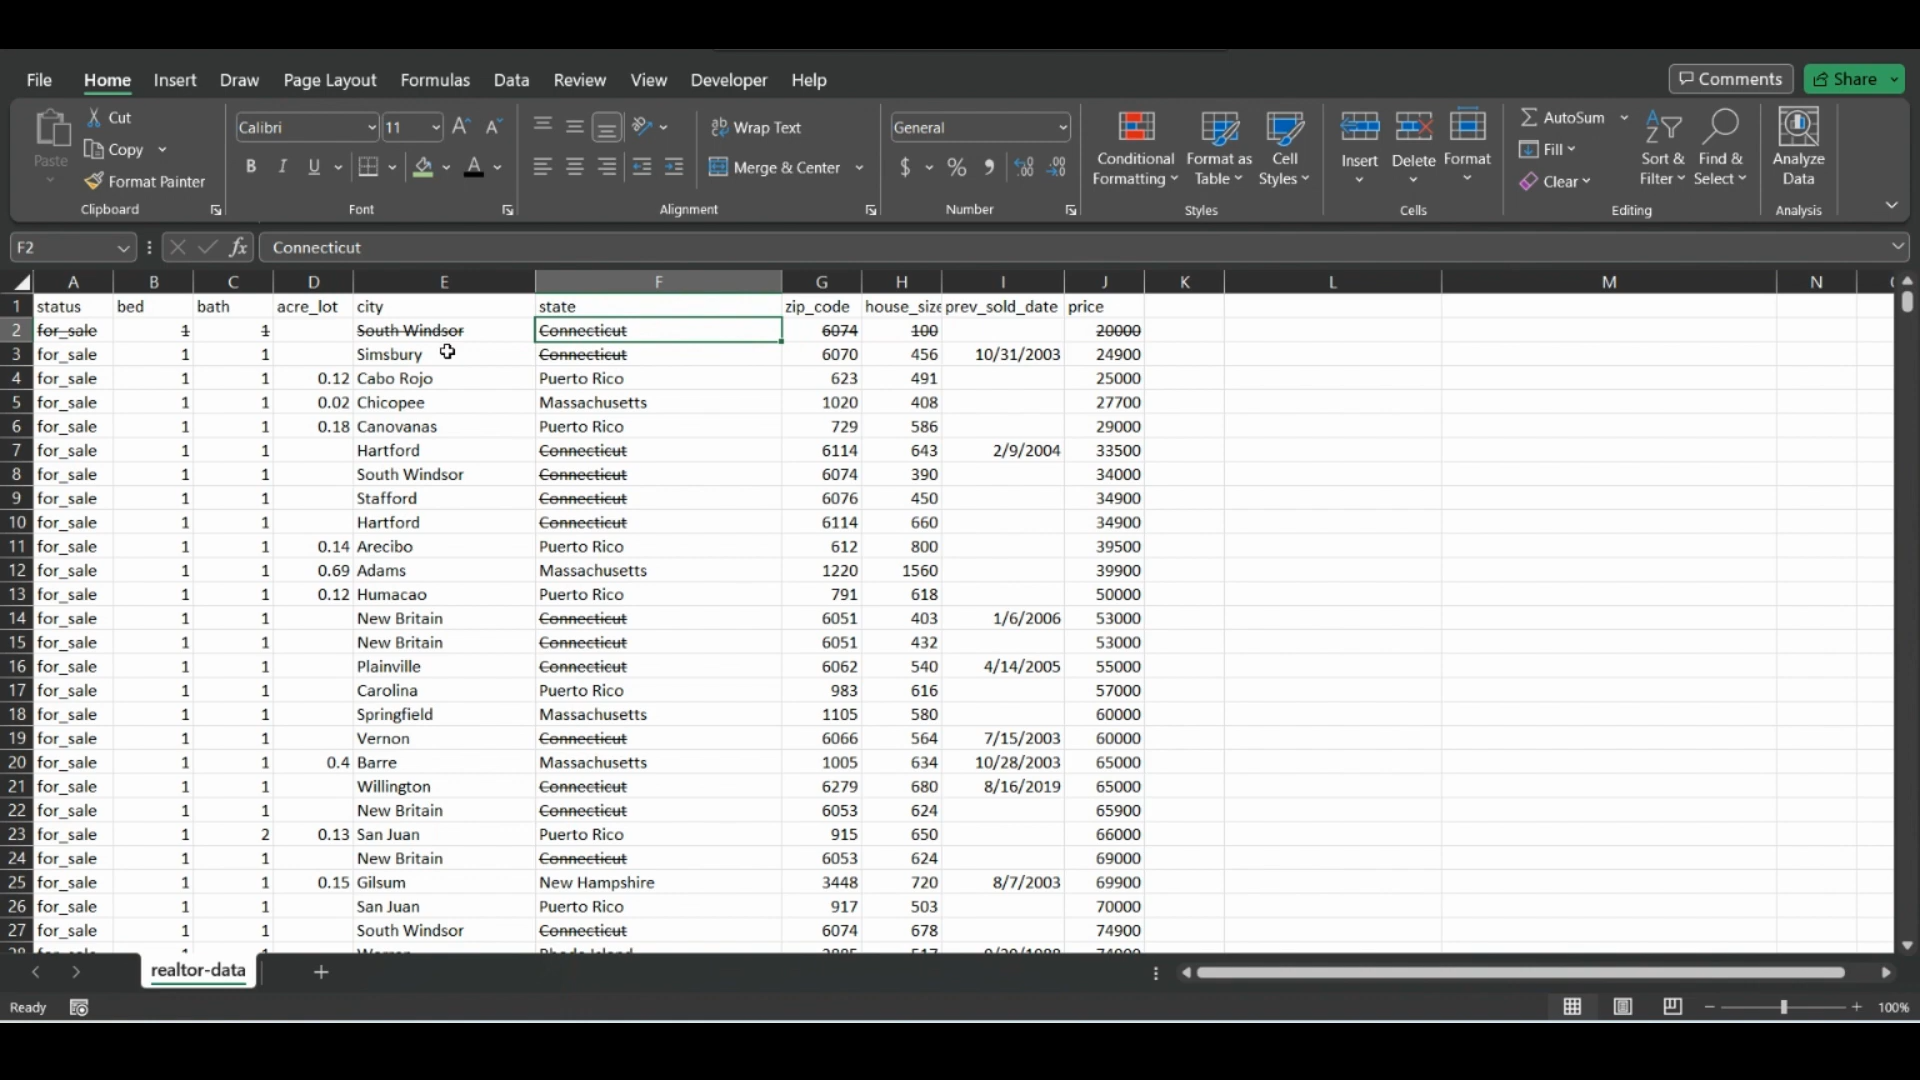 File Home Insert Draw Page Layout Formulas Data Review View Developer Help Comments Share
Paste Cut Copy Format Painter Clipboard
Calibri 11 A A B I U A Font
ab Wrap Text Merge & Center Alignment
General $ % , Number
Conditional Formatting Format as Table Cell Styles Styles
Insert Delete Format Cells
AutoSum Fill Clear Sort & Filter Find & Select Editing
Analyze Data Analysis
F2 fx Connecticut
A B C D E F G H I J K L M N
1 status bed bath acre_lot city state zip_code house_size prev_sold_date price
2 for_sale 1 1 South Windsor Connecticut 6074 100 20000
3 for_sale 1 1 Simsbury Connecticut 6070 456 10/31/2003 24900
4 for_sale 1 1 0.12 Cabo Rojo Puerto Rico 623 491 25000
5 for_sale 1 1 0.02 Chicopee Massachusetts 1020 408 27700
6 for_sale 1 1 0.18 Canovanas Puerto Rico 729 586 29000
7 for_sale 1 1 Hartford Connecticut 6114 643 2/9/2004 33500
8 for_sale 1 1 South Windsor Connecticut 6074 390 34000
9 for_sale 1 1 Stafford Connecticut 6076 450 34900
10 for_sale 1 1 Hartford Connecticut 6114 660 34900
11 for_sale 1 1 0.14 Arecibo Puerto Rico 612 800 39500
12 for_sale 1 1 0.69 Adams Massachusetts 1220 1560 39900
13 for_sale 1 1 0.12 Humacao Puerto Rico 791 618 50000
14 for_sale 1 1 New Britain Connecticut 6051 403 1/6/2006 53000
15 for_sale 1 1 New Britain Connecticut 6051 432 53000
16 for_sale 1 1 Plainville Connecticut 6062 540 4/14/2005 55000
17 for_sale 1 1 Carolina Puerto Rico 983 616 57000
18 for_sale 1 1 Springfield Massachusetts 1105 580 60000
19 for_sale 1 1 Vernon Connecticut 6066 564 7/15/2003 60000
20 for_sale 1 1 0.4 Barre Massachusetts 1005 634 10/28/2003 65000
21 for_sale 1 1 Willington Connecticut 6279 680 8/16/2019 65000
22 for_sale 1 1 New Britain Connecticut 6053 624 65900
23 for_sale 1 2 0.13 San Juan Puerto Rico 915 650 66000
24 for_sale 1 1 New Britain Connecticut 6053 624 69000
25 for_sale 1 1 0.15 Gilsum New Hampshire 3448 720 8/7/2003 69900
26 for_sale 1 1 San Juan Puerto Rico 917 503 70000
27 for_sale 1 1 South Windsor Connecticut 6074 678 74900
realtor-data
Ready 100%